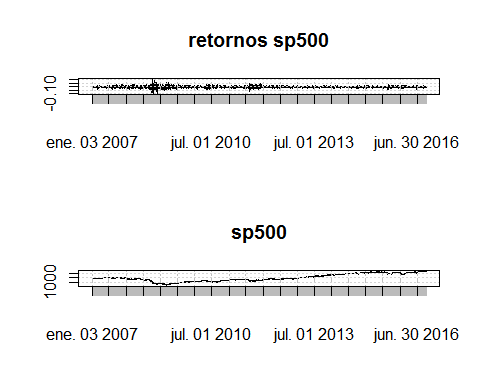 retornos sp500
-0.10
ene. 03 2007 jul. 01 2010 jul. 01 2013 jun. 30 2016
sp500
1000
ene. 03 2007 jul. 01 2010 jul. 01 2013 jun. 30 2016